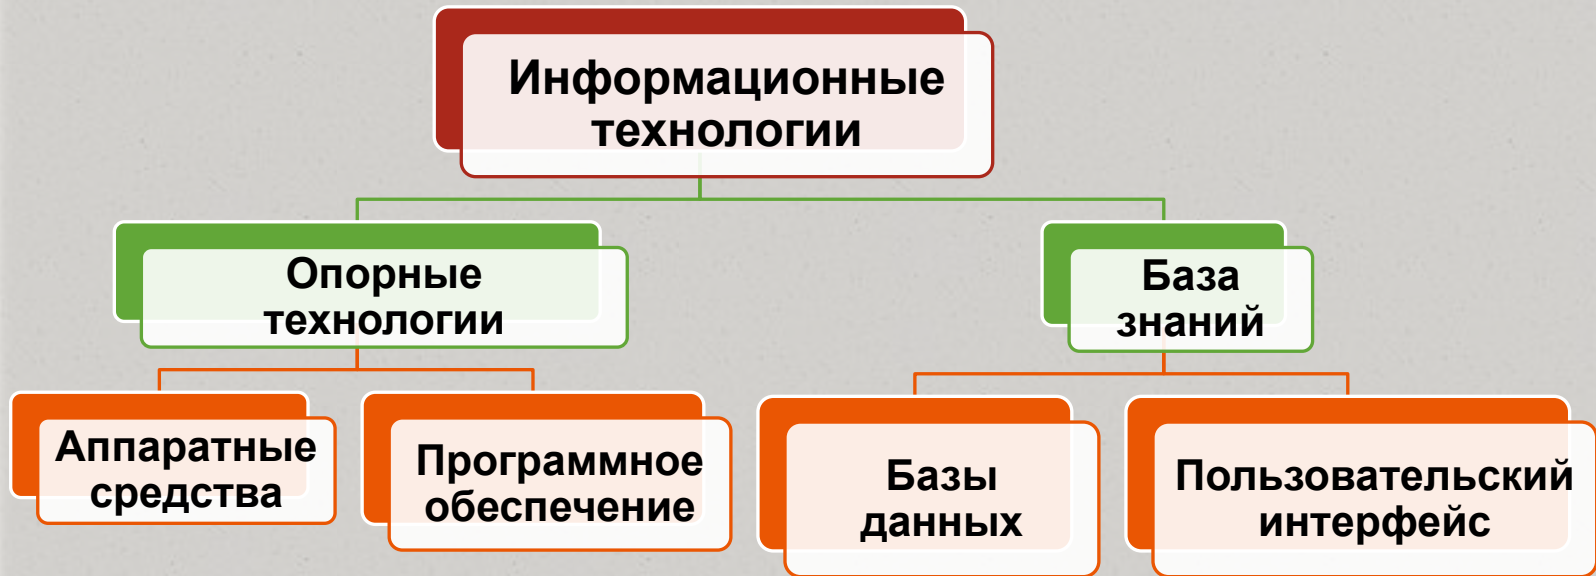 Информационные
технологии
Опорные
технологии
База
знаний
Аппаратные
средства
Программное
обеспечение
Базы
данных
Пользовательский
интерфейс